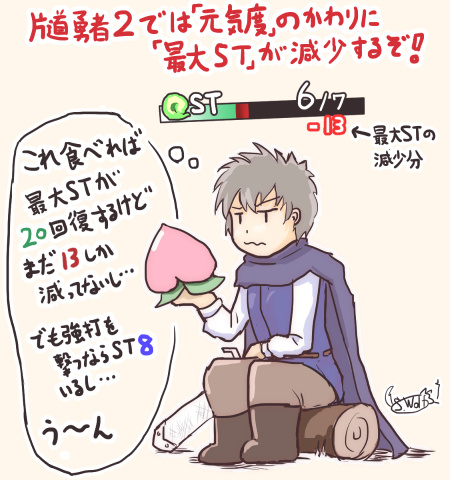 片道勇者2では「元気度」のかわりに
「最大ST」が減少するぞ!
ST 6/7
-13
←最大STの
減少分
これ食べれば
最大STが
20回復するけど
まだ13しか
減ってないし…
でも強打を
撃つならST8
いるし…
う〜ん